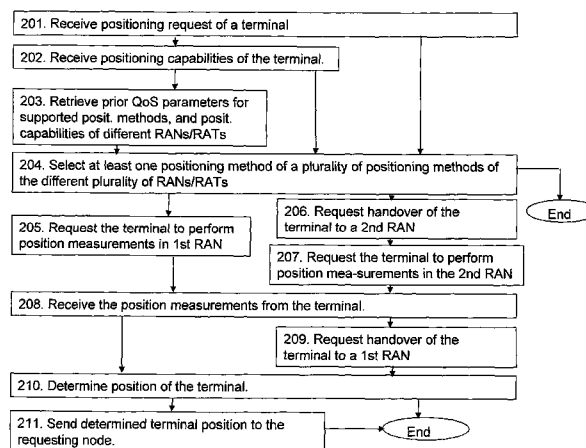 201. Receive positioning request of a terminal
202. Receive positioning capabilities of the terminal.
203. Retrieve prior QoS parameters for
supported posit. methods, and posit.
capabilities of different RANs/RATs
204. Select at least one positioning method of a plurality of positioning methods of
the different plurality of RANs/RATs
End
205. Request the terminal to
perform position
measurements in 1st RAN
206. Request handover of the
terminal to a 2nd RAN
207. Request the terminal to perform
position mea-surements in the 2nd RAN
208. Receive the position measurements from the terminal.
209. Request handover of the
terminal to a 1st RAN
210. Determine position of the terminal.
211. Send determined terminal position to the
requesting node.
End